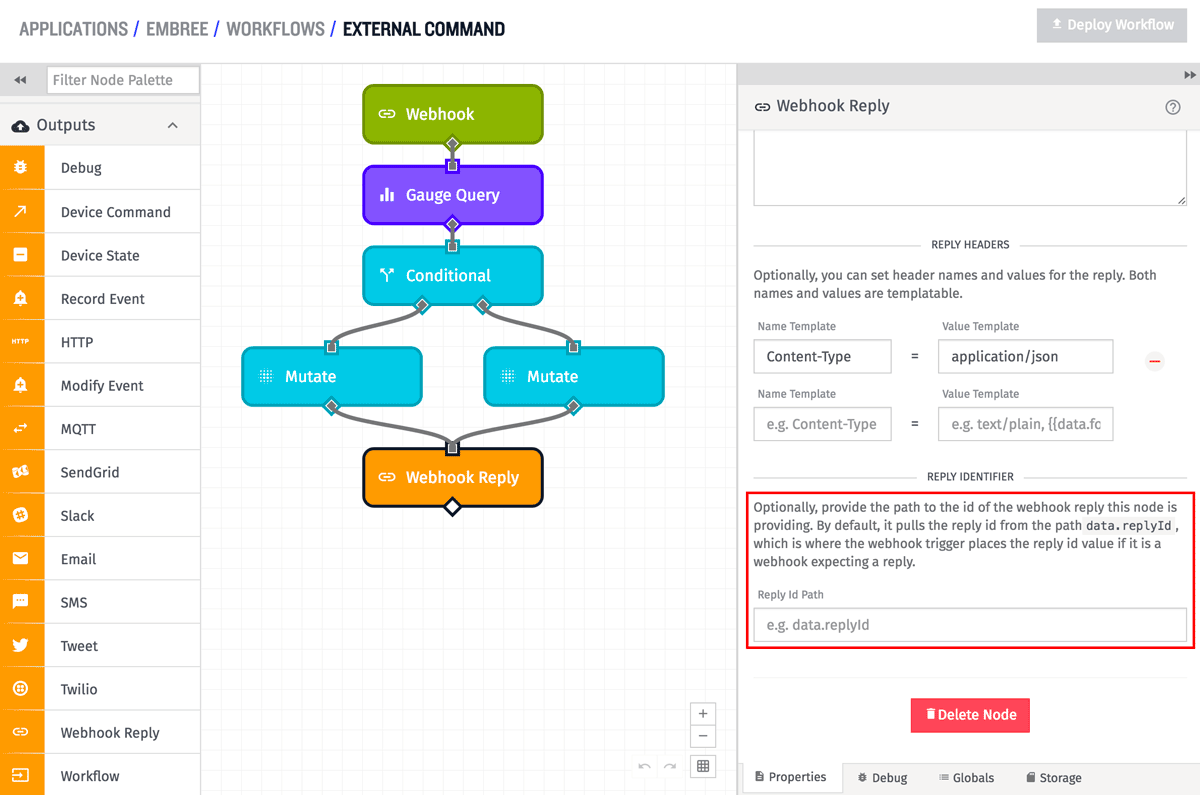 APPLICATIONS / EMBREE / WORKFLOWS / EXTERNAL COMMAND
Deploy Workflow
Filter Node Palette
Outputs
Debug
Device Command
Device State
Record Event
HTTP
HTTP
Modify Event
MQTT
SendGrid
Slack
Email
SMS
Tweet
Twilio
Webhook Reply
Workflow
Webhook
Gauge Query
Conditional
Mutate
Mutate
Webhook Reply
Webhook Reply
REPLY HEADERS
Optionally, you can set header names and values for the reply. Both
names and values are templatable.
Name Template
Value Template
Content-Type
=
application/json
Name Template
Value Template
e.g. Content-Type
=
e.g. text/plain, {{data.fc
REPLY IDENTIFIER
Optionally, provide the path to the id of the webhook reply this node is
providing. By default, it pulls the reply id from the path data.replyId,
which is where the webhook trigger places the reply id value if it is a
webhook expecting a reply.
Reply Id Path
e.g. data.replyId
Delete Node
Properties
Debug
Globals
Storage